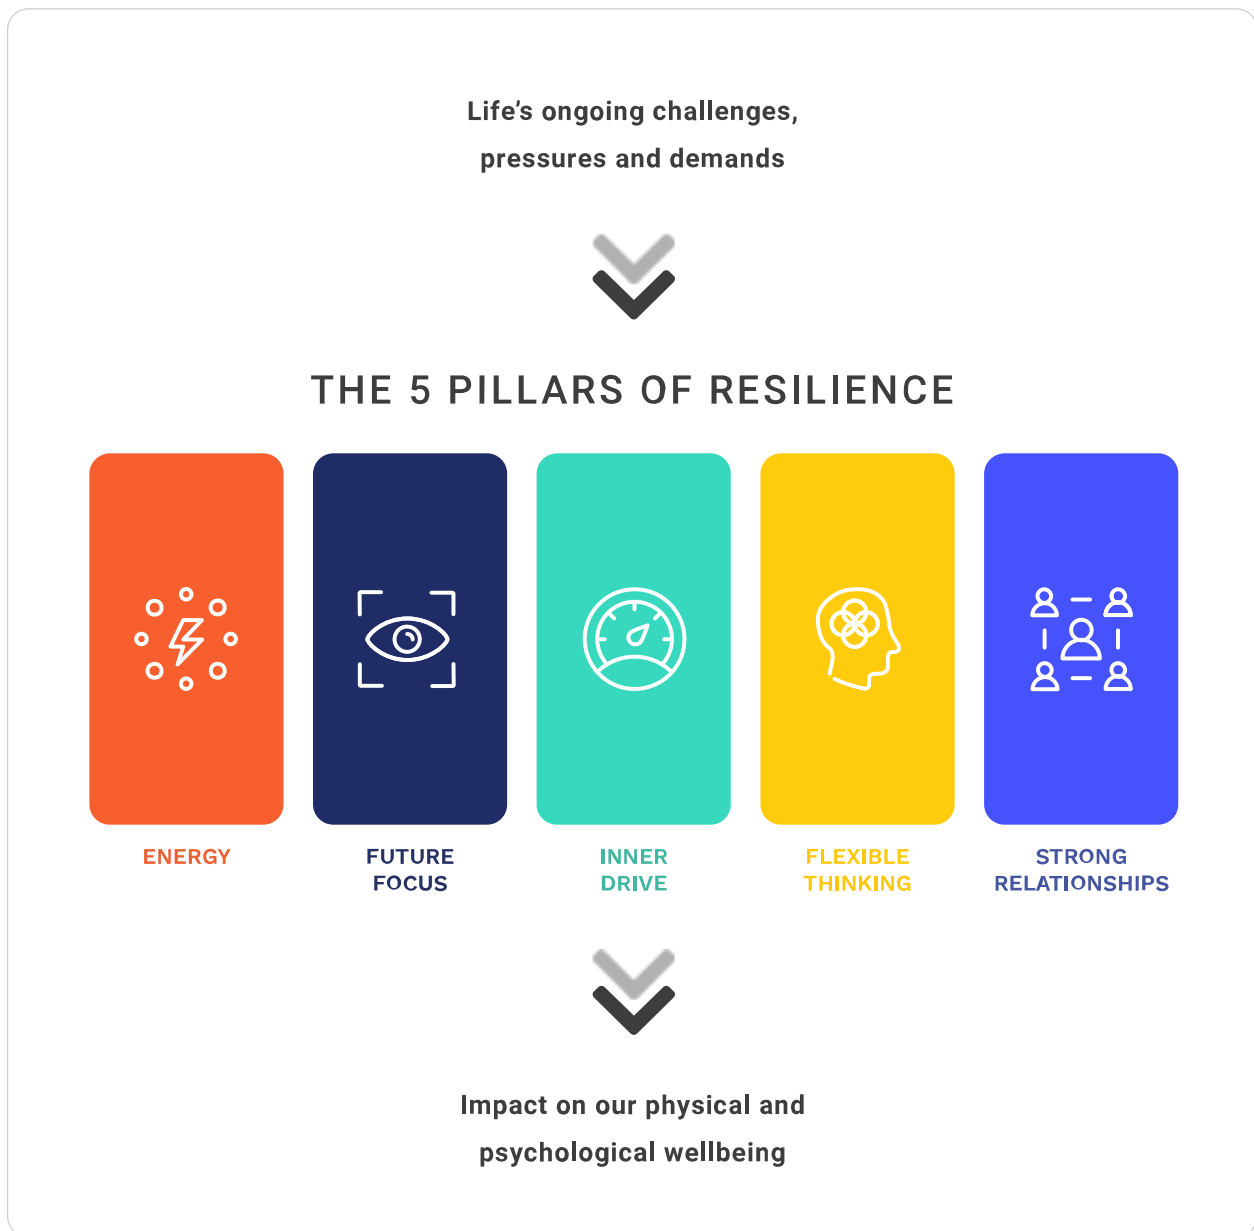 Life’s ongoing challenges,
pressures and demands
THE 5 PILLARS OF RESILIENCE
ENERGY
FUTURE
FOCUS
INNER
DRIVE
FLEXIBLE
THINKING
STRONG
RELATIONSHIPS
Impact on our physical and
psychological wellbeing